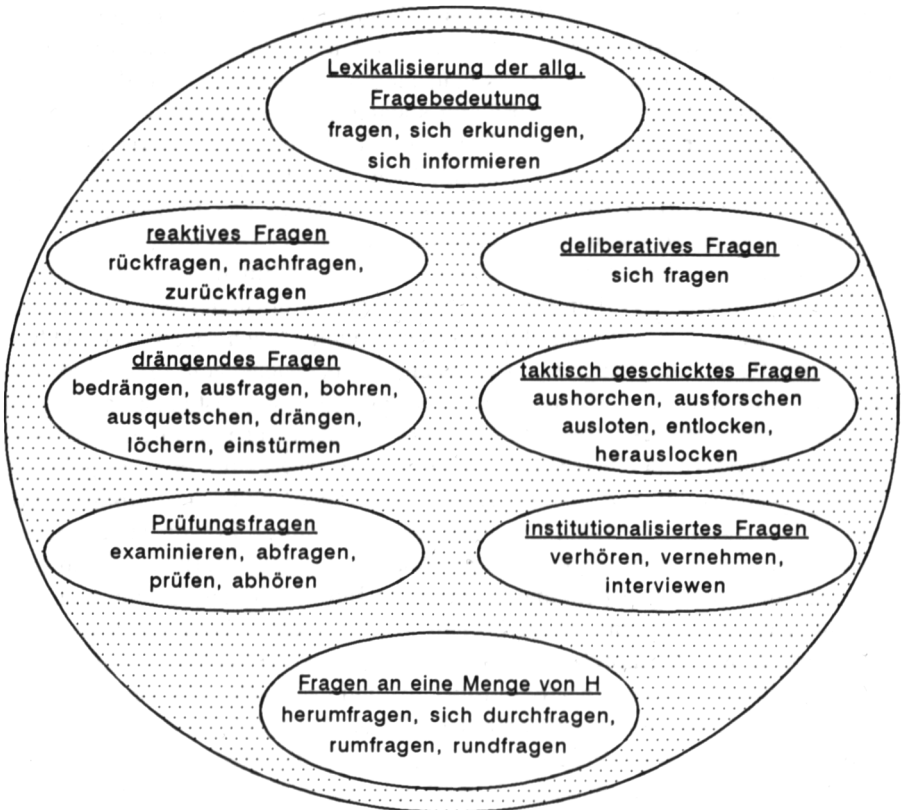 Lexikalisierung der allg.
Fragebedeutung
fragen, sich erkundigen,
sich informieren
reaktives Fragen
rückfragen, nachfragen,
zurückfragen
deliberatives Fragen
sich fragen
drängendes Fragen
bedrängen, ausfragen, bohren,
ausquetschen, drängen,
löchern, einstürmen
taktisch geschicktes Fragen
aushorchen, ausforschen
ausloten, entlocken,
herauslocken
Prüfungsfragen
examinieren, abfragen,
prüfen, abhören
institutionalisiertes Fragen
verhören, vernehmen,
interviewen
Fragen an eine Menge von H
herumfragen, sich durchfragen,
rumfragen, rundfragen